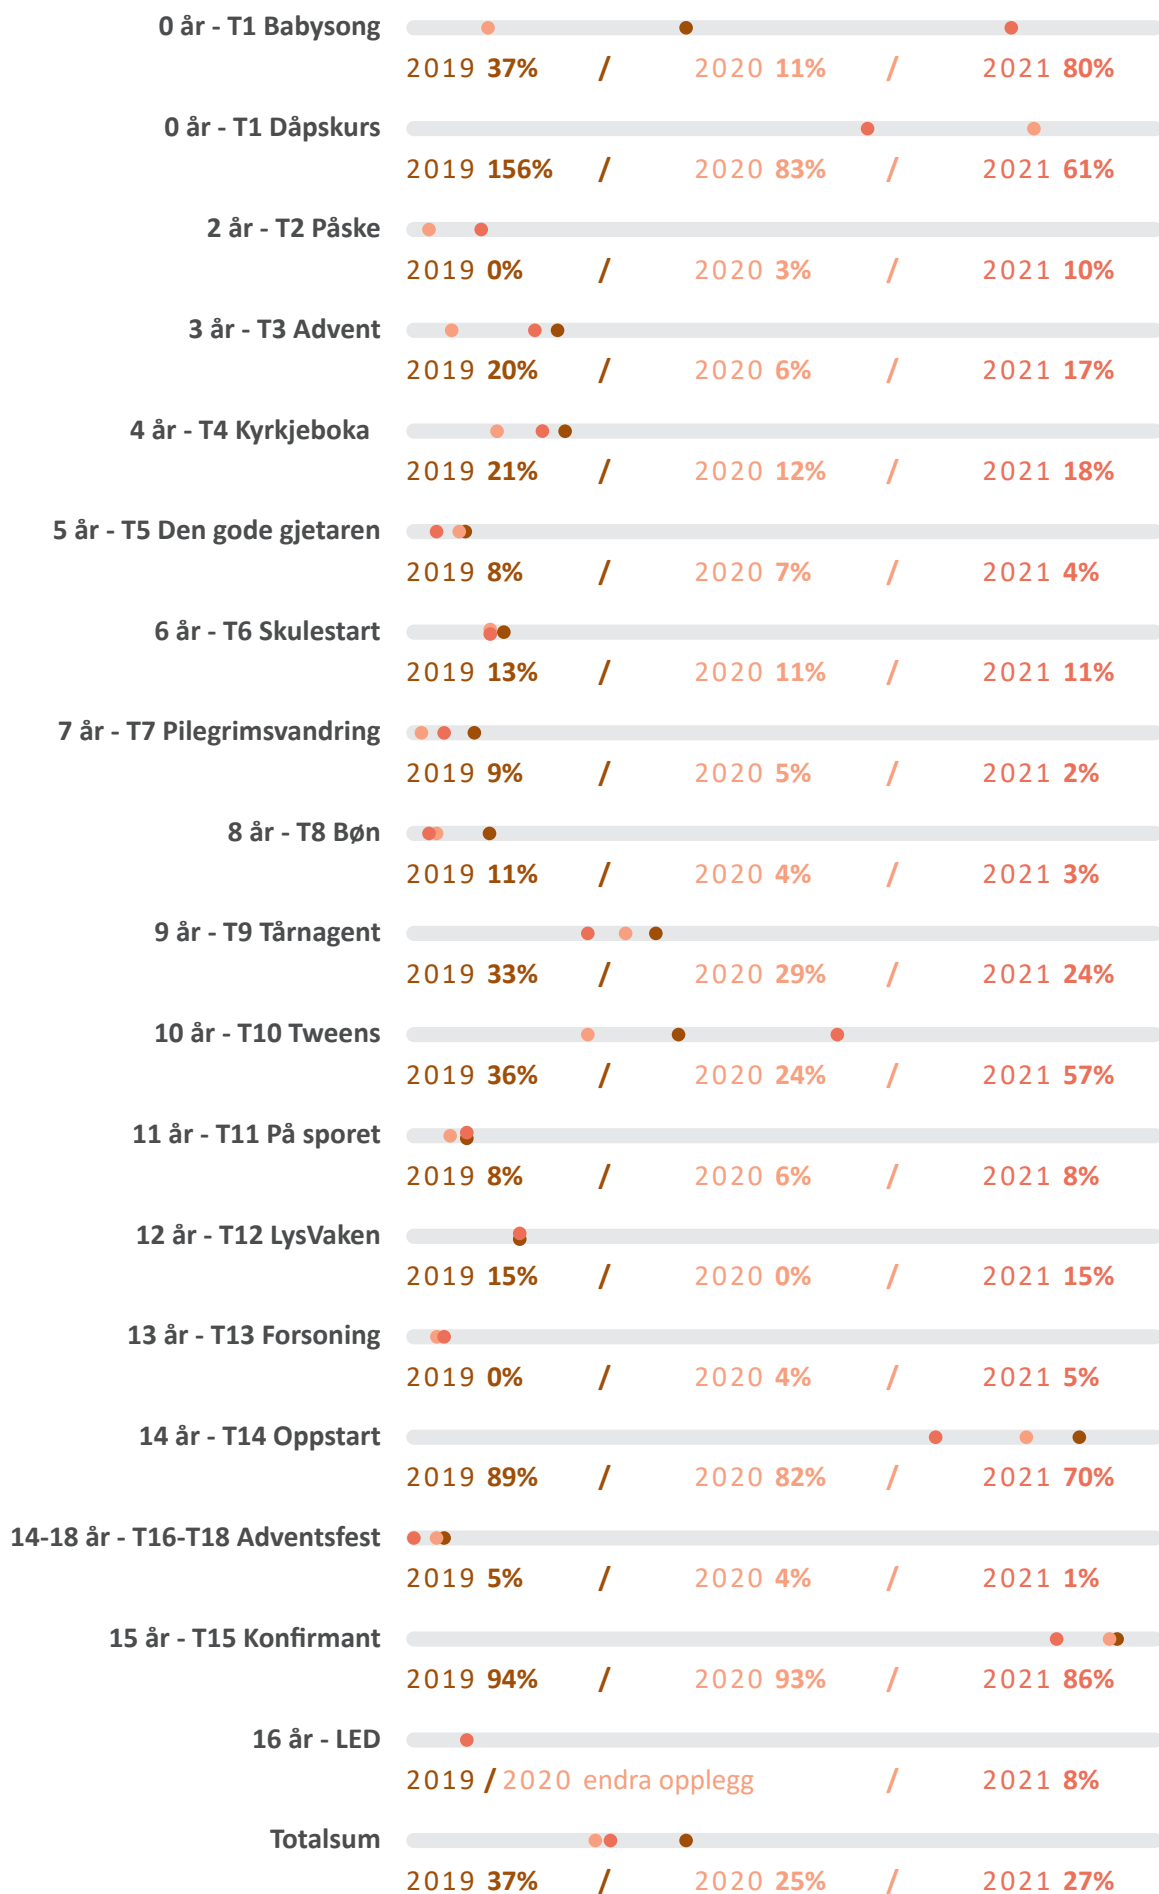 0 år - T1 Babysong
2019 37% / 2020 11% / 2021 80%
0 år - T1 Dåpskurs
2019 156% / 2020 83% / 2021 61%
2 år - T2 Påske
2019 0% / 2020 3% / 2021 10%
3 år - T3 Advent
2019 20% / 2020 6% / 2021 17%
4 år - T4 Kyrkjeboka
2019 21% / 2020 12% / 2021 18%
5 år - T5 Den gode gjetaren
2019 8% / 2020 7% / 2021 4%
6 år - T6 Skulestart
2019 13% / 2020 11% / 2021 11%
7 år - T7 Pilegrimsvandring
2019 9% / 2020 5% / 2021 2%
8 år - T8 Bøn
2019 11% / 2020 4% / 2021 3%
9 år - T9 Tårnagent
2019 33% / 2020 29% / 2021 24%
10 år - T10 Tweens
2019 36% / 2020 24% / 2021 57%
11 år - T11 På sporet
2019 8% / 2020 6% / 2021 8%
12 år - T12 LysVaken
2019 15% / 2020 0% / 2021 15%
13 år - T13 Forsoning
2019 0% / 2020 4% / 2021 5%
14 år - T14 Oppstart
2019 89% / 2020 82% / 2021 70%
14-18 år - T16-T18 Adventsfest
2019 5% / 2020 4% / 2021 1%
15 år - T15 Konfirmant
2019 94% / 2020 93% / 2021 86%
16 år - LED
2019 / 2020 endra opplegg / 2021 8%
Totalsum
2019 37% / 2020 25% / 2021 27%